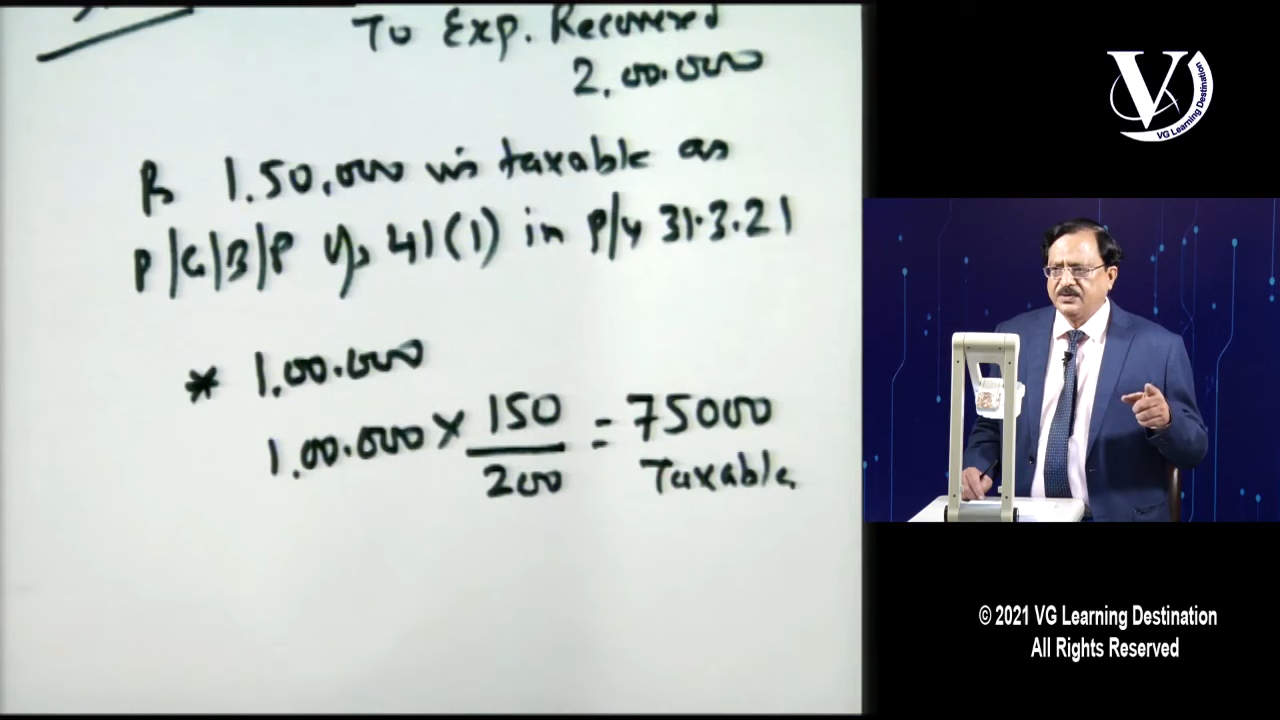 To Exp. Recovered
2,00.000
Rs 1.50.000 is taxable as
P/G/B/P u/s 41(1) in P/Y 31.3.21
* 1.00.000
1.00.000 x 150/200 = 75000
Taxable
V
VG Learning Destination
© 2021 VG Learning Destination
All Rights Reserved